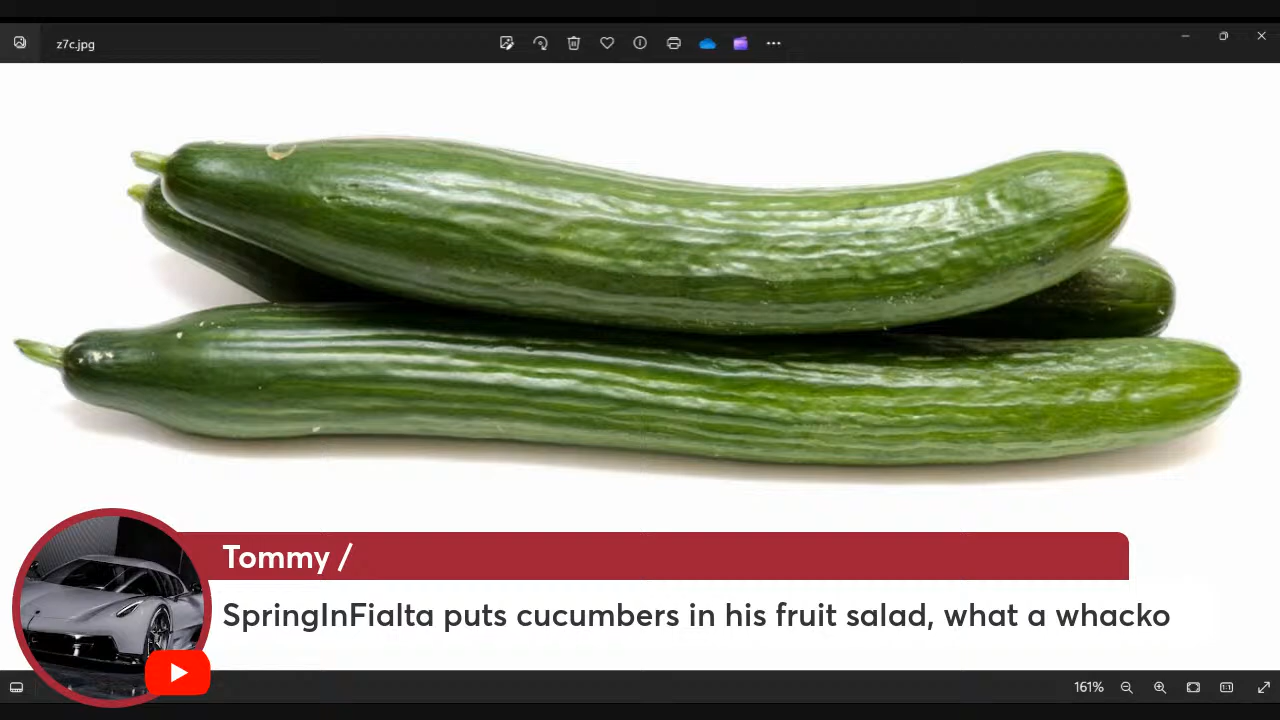 z7c.jpg
Tommy /
SpringInFialta puts cucumbers in his fruit salad, what a whacko
161%